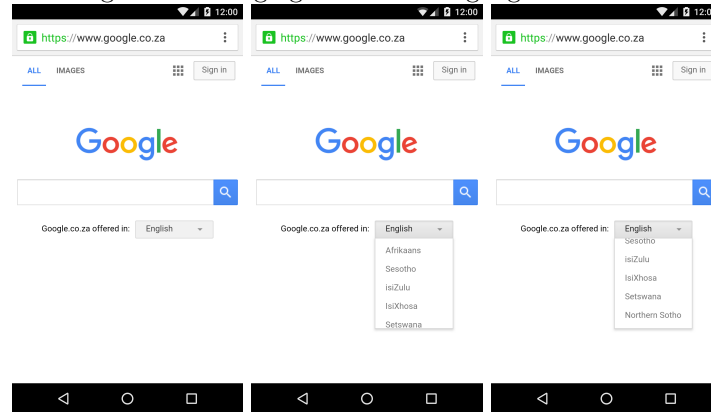 12:00
https://www.google.co.za
ALL IMAGES Sign in
Google
Google.co.za offered in: English
12:00
https://www.google.co.za
ALL IMAGES Sign in
Google
Google.co.za offered in: English
Afrikaans
Sesotho
isiZulu
IsiXhosa
Setswana
12:0
https://www.google.co.za
ALL IMAGES Sign in
Google
Google.co.za offered in: English
Sesotho
isiZulu
IsiXhosa
Setswana
Northern Sotho